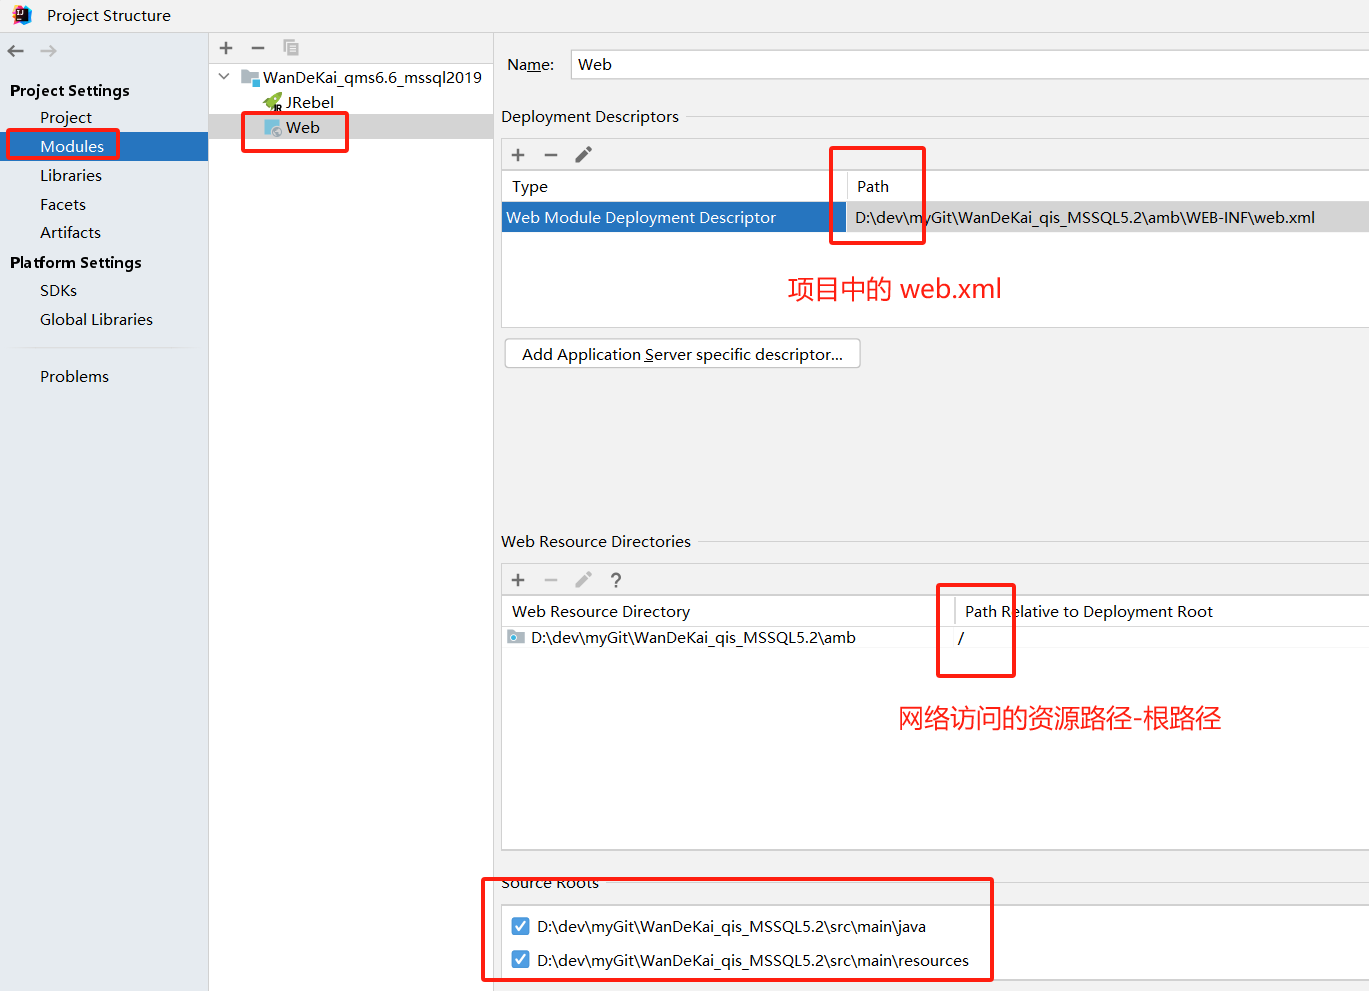 Project Structure
Project Settings
Project
Modules
Libraries
Facets
Artifacts
Platform Settings
SDKs
Global Libraries
Problems
WanDeKai_qms6.6_mssql2019
JRebel
Web
Name: Web
Deployment Descriptors
Type Path
Web Module Deployment Descriptor D:\dev\myGit\WanDeKai_qis_MSSQL5.2\amb\WEB-INF\web.xml
项目中的 web.xml
Add Application Server specific descriptor...
Web Resource Directories
Web Resource Directory Path Relative to Deployment Root
D:\dev\myGit\WanDeKai_qis_MSSQL5.2\amb /
网络访问的资源路径-根路径
Source Roots
D:\dev\myGit\WanDeKai_qis_MSSQL5.2\src\main\java
D:\dev\myGit\WanDeKai_qis_MSSQL5.2\src\main\resources